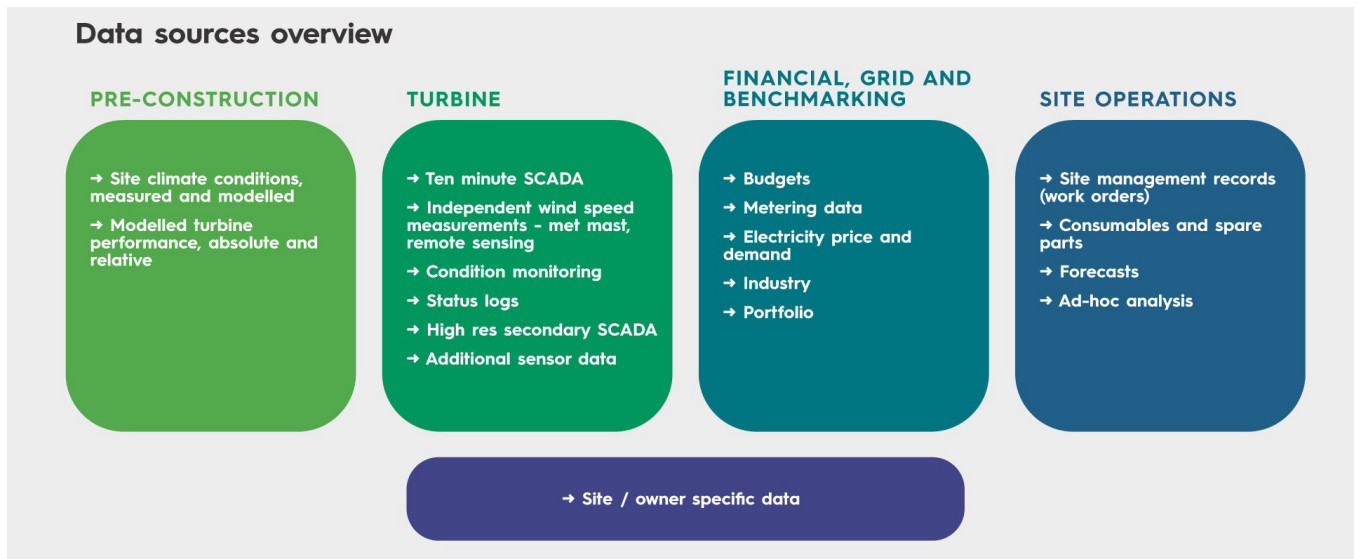 Data sources overview
PRE-CONSTRUCTION
→ Site climate conditions,
measured and modelled
→ Modelled turbine
performance, absolute and
relative
TURBINE
→ Ten minute SCADA
→ Independent wind speed
measurements - met mast,
remote sensing
→ Condition monitoring
→ Status logs
→ High res secondary SCADA
→ Additional sensor data
FINANCIAL, GRID AND
BENCHMARKING
→ Budgets
→ Metering data
→ Electricity price and
demand
→ Industry
→ Portfolio
SITE OPERATIONS
→ Site management records
(work orders)
→ Consumables and spare
parts
→ Forecasts
→ Ad-hoc analysis
→ Site / owner specific data